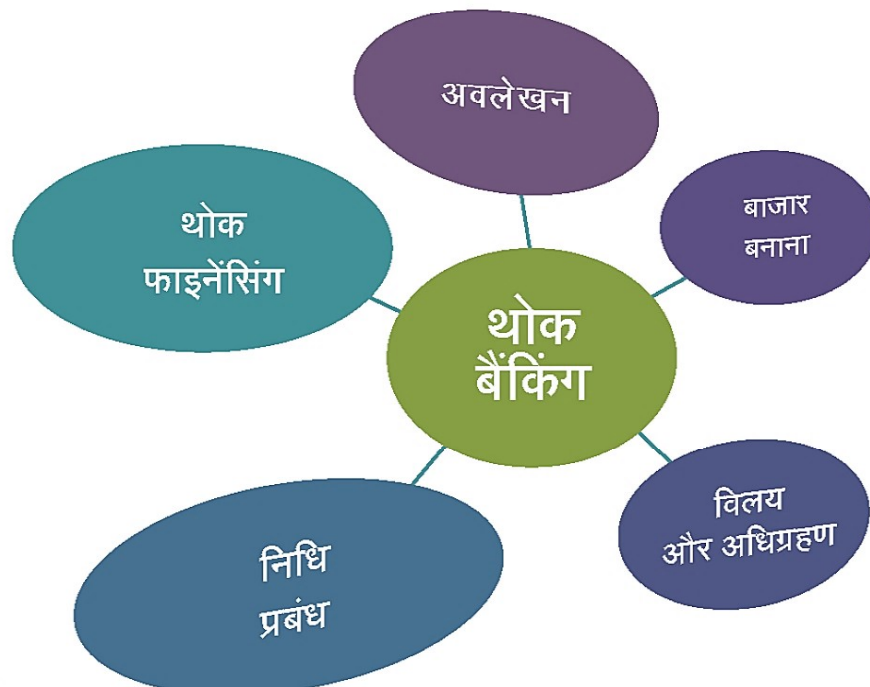 अवलेखन
बाजार
बनाना
थोक
फाइनेंसिंग
थोक
बैंकिंग
विलय
और अधिग्रहण
निधि
प्रबंध